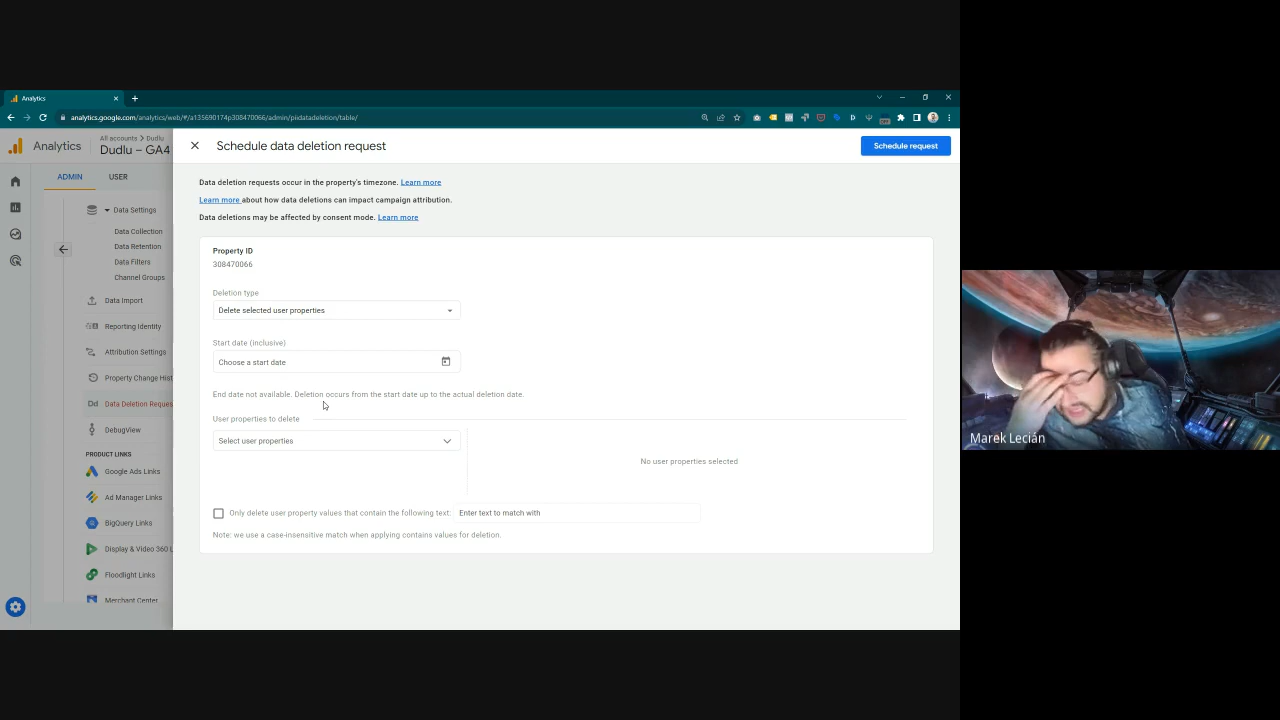 Analytics
analytics.google.com/analytics/web/#/a135690174p308470066/admin/piidatadeletion/table/
Analytics
All accounts > Dudlu
Dudlu – GA4
Schedule data deletion request
Schedule request
ADMIN
USER
Data Settings
Data Collection
Data Retention
Data Filters
Channel Groups
Data Import
Reporting Identity
Attribution Settings
Property Change Hist
Dd Data Deletion Reques
DebugView
PRODUCT LINKS
Google Ads Links
Ad Manager Links
BigQuery Links
Display & Video 360 L
Floodlight Links
Merchant Center
Data deletion requests occur in the property's timezone. Learn more
Learn more about how data deletions can impact campaign attribution.
Data deletions may be affected by consent mode. Learn more
Property ID
308470066
Deletion type
Delete selected user properties
Start date (inclusive)
Choose a start date
End date not available. Deletion occurs from the start date up to the actual deletion date.
User properties to delete
Select user properties
No user properties selected
Only delete user property values that contain the following text: Enter text to match with
Note: we use a case-insensitive match when applying contains values for deletion.
Marek Lecián